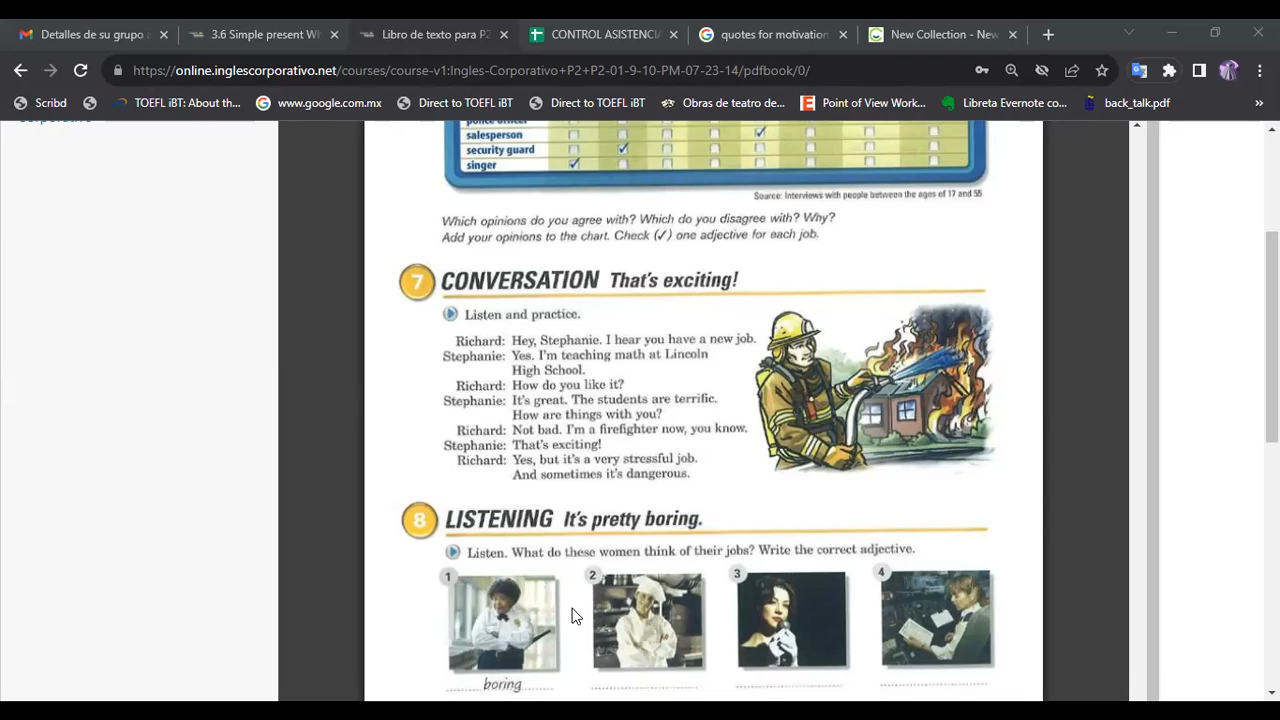 Detalles de su grupo
3.6 Simple present Wh
Libro de texto para P2
CONTROL ASISTENCIA
quotes for motivation
New Collection - New
https://online.inglescorporativo.net/courses/course-v1:Ingles-Corporativo+P2+P2-01-9-10-PM-07-23-14/pdfbook/0/
Scribd
TOEFL iBT: About th...
www.google.com.mx
Direct to TOEFL iBT
Direct to TOEFL iBT
Obras de teatro de...
Point of View Work...
Libreta Evernote co...
back_talk.pdf
»
police officer
salesperson
security guard
singer
Source: Interviews with people between the ages of 17 and 55
Which opinions do you agree with? Which do you disagree with? Why?
Add your opinions to the chart. Check (✓) one adjective for each job.
7 CONVERSATION That's exciting!
Listen and practice.
Richard: Hey, Stephanie. I hear you have a new job.
Stephanie: Yes. I'm teaching math at Lincoln
High School.
Richard: How do you like it?
Stephanie: It's great. The students are terrific.
How are things with you?
Richard: Not bad. I'm a firefighter now, you know.
Stephanie: That's exciting!
Richard: Yes, but it's a very stressful job.
And sometimes it's dangerous.
8 LISTENING It's pretty boring.
Listen. What do these women think of their jobs? Write the correct adjective.
1
2
3
4
boring